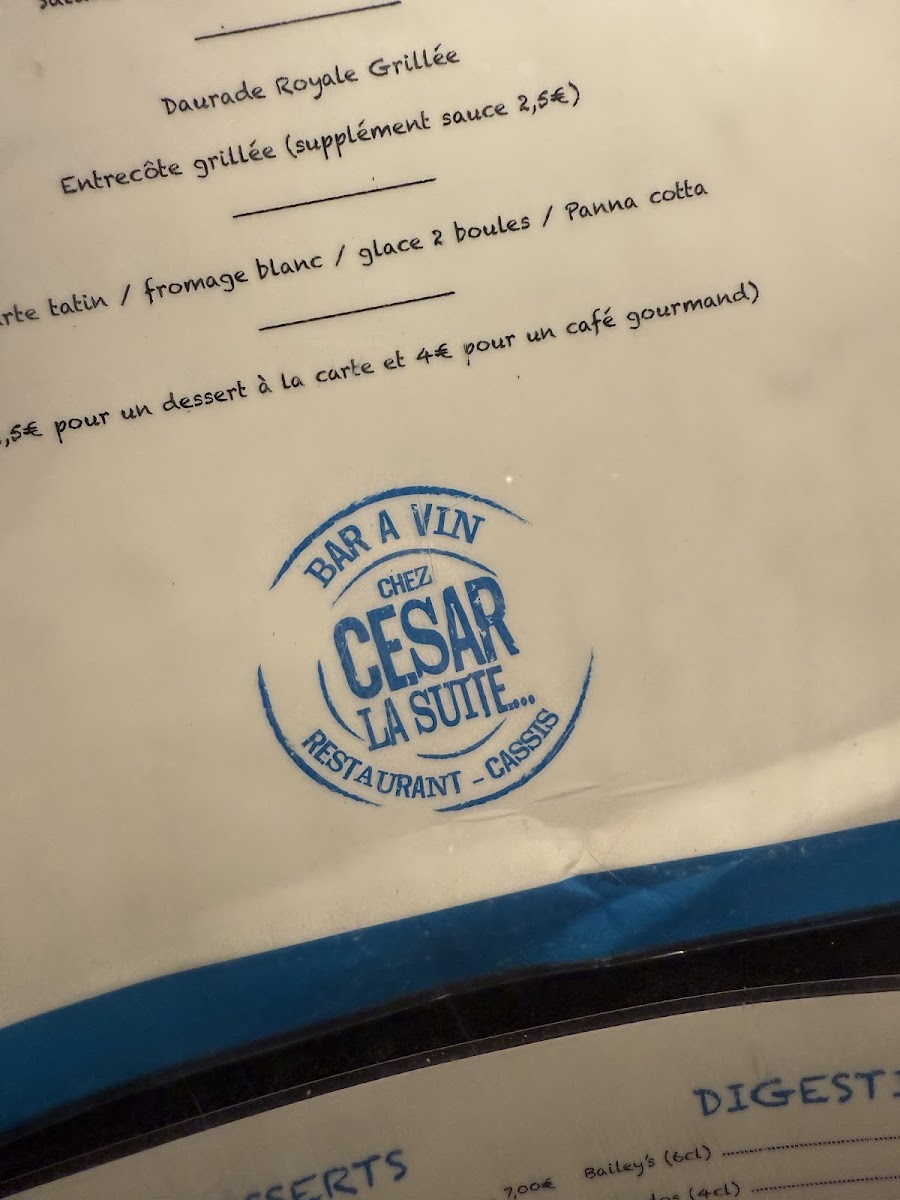 Daurade Royale Grillée
Entrecôte grillée (supplément sauce 2,5€)
rte tatin / fromage blanc / glace 2 boules / Panna cotta
,5€ pour un dessert à la carte et 4€ pour un café gourmand)
BAR A VIN
CHEZ
CESAR
LA SUITE...
RESTAURANT - CASSIS
DIGESTI
SSERTS
7,00€
Bailey's (6cl)
(4cl)